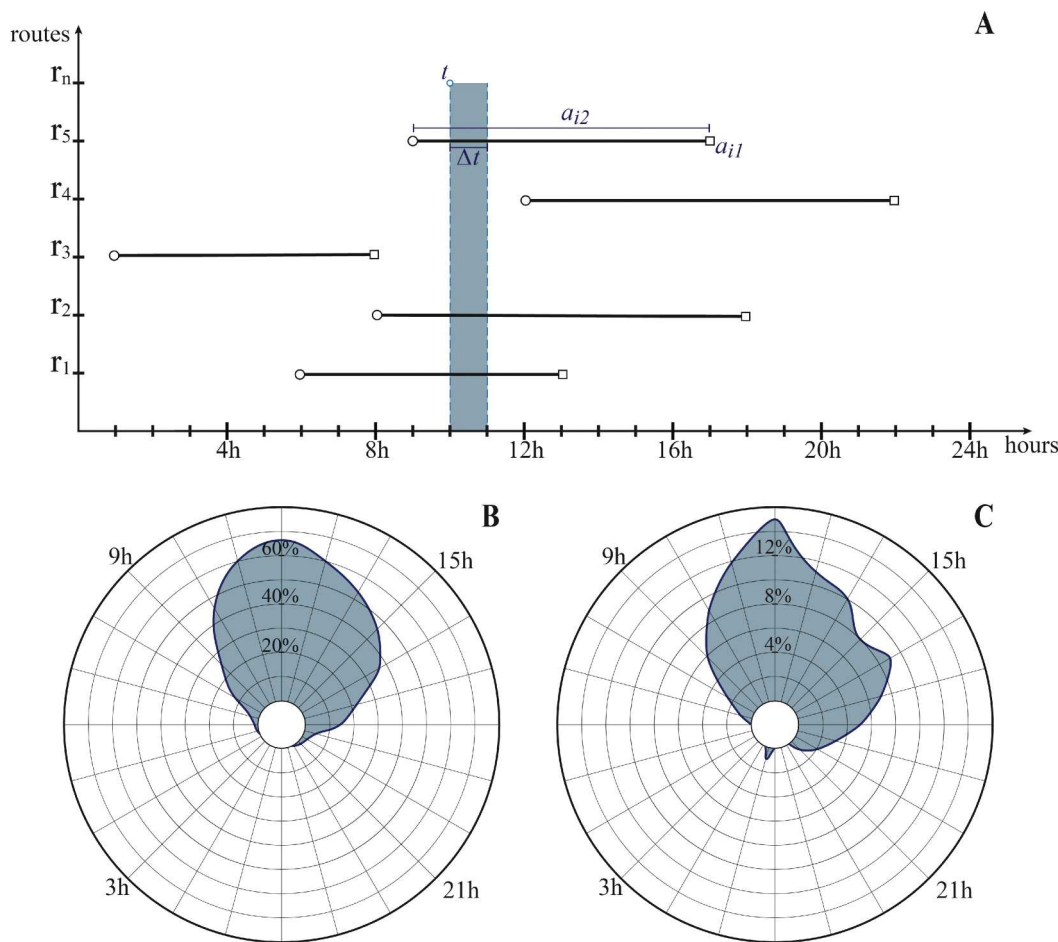 A
routes
rn
t
r5
ai2
ai1
Δt
r4
r3
r2
r1
4h 8h 12h 16h 20h 24h hours
B
C
60%
40%
20%
9h
15h
3h
21h
12%
8%
4%
9h
15h
3h
21h